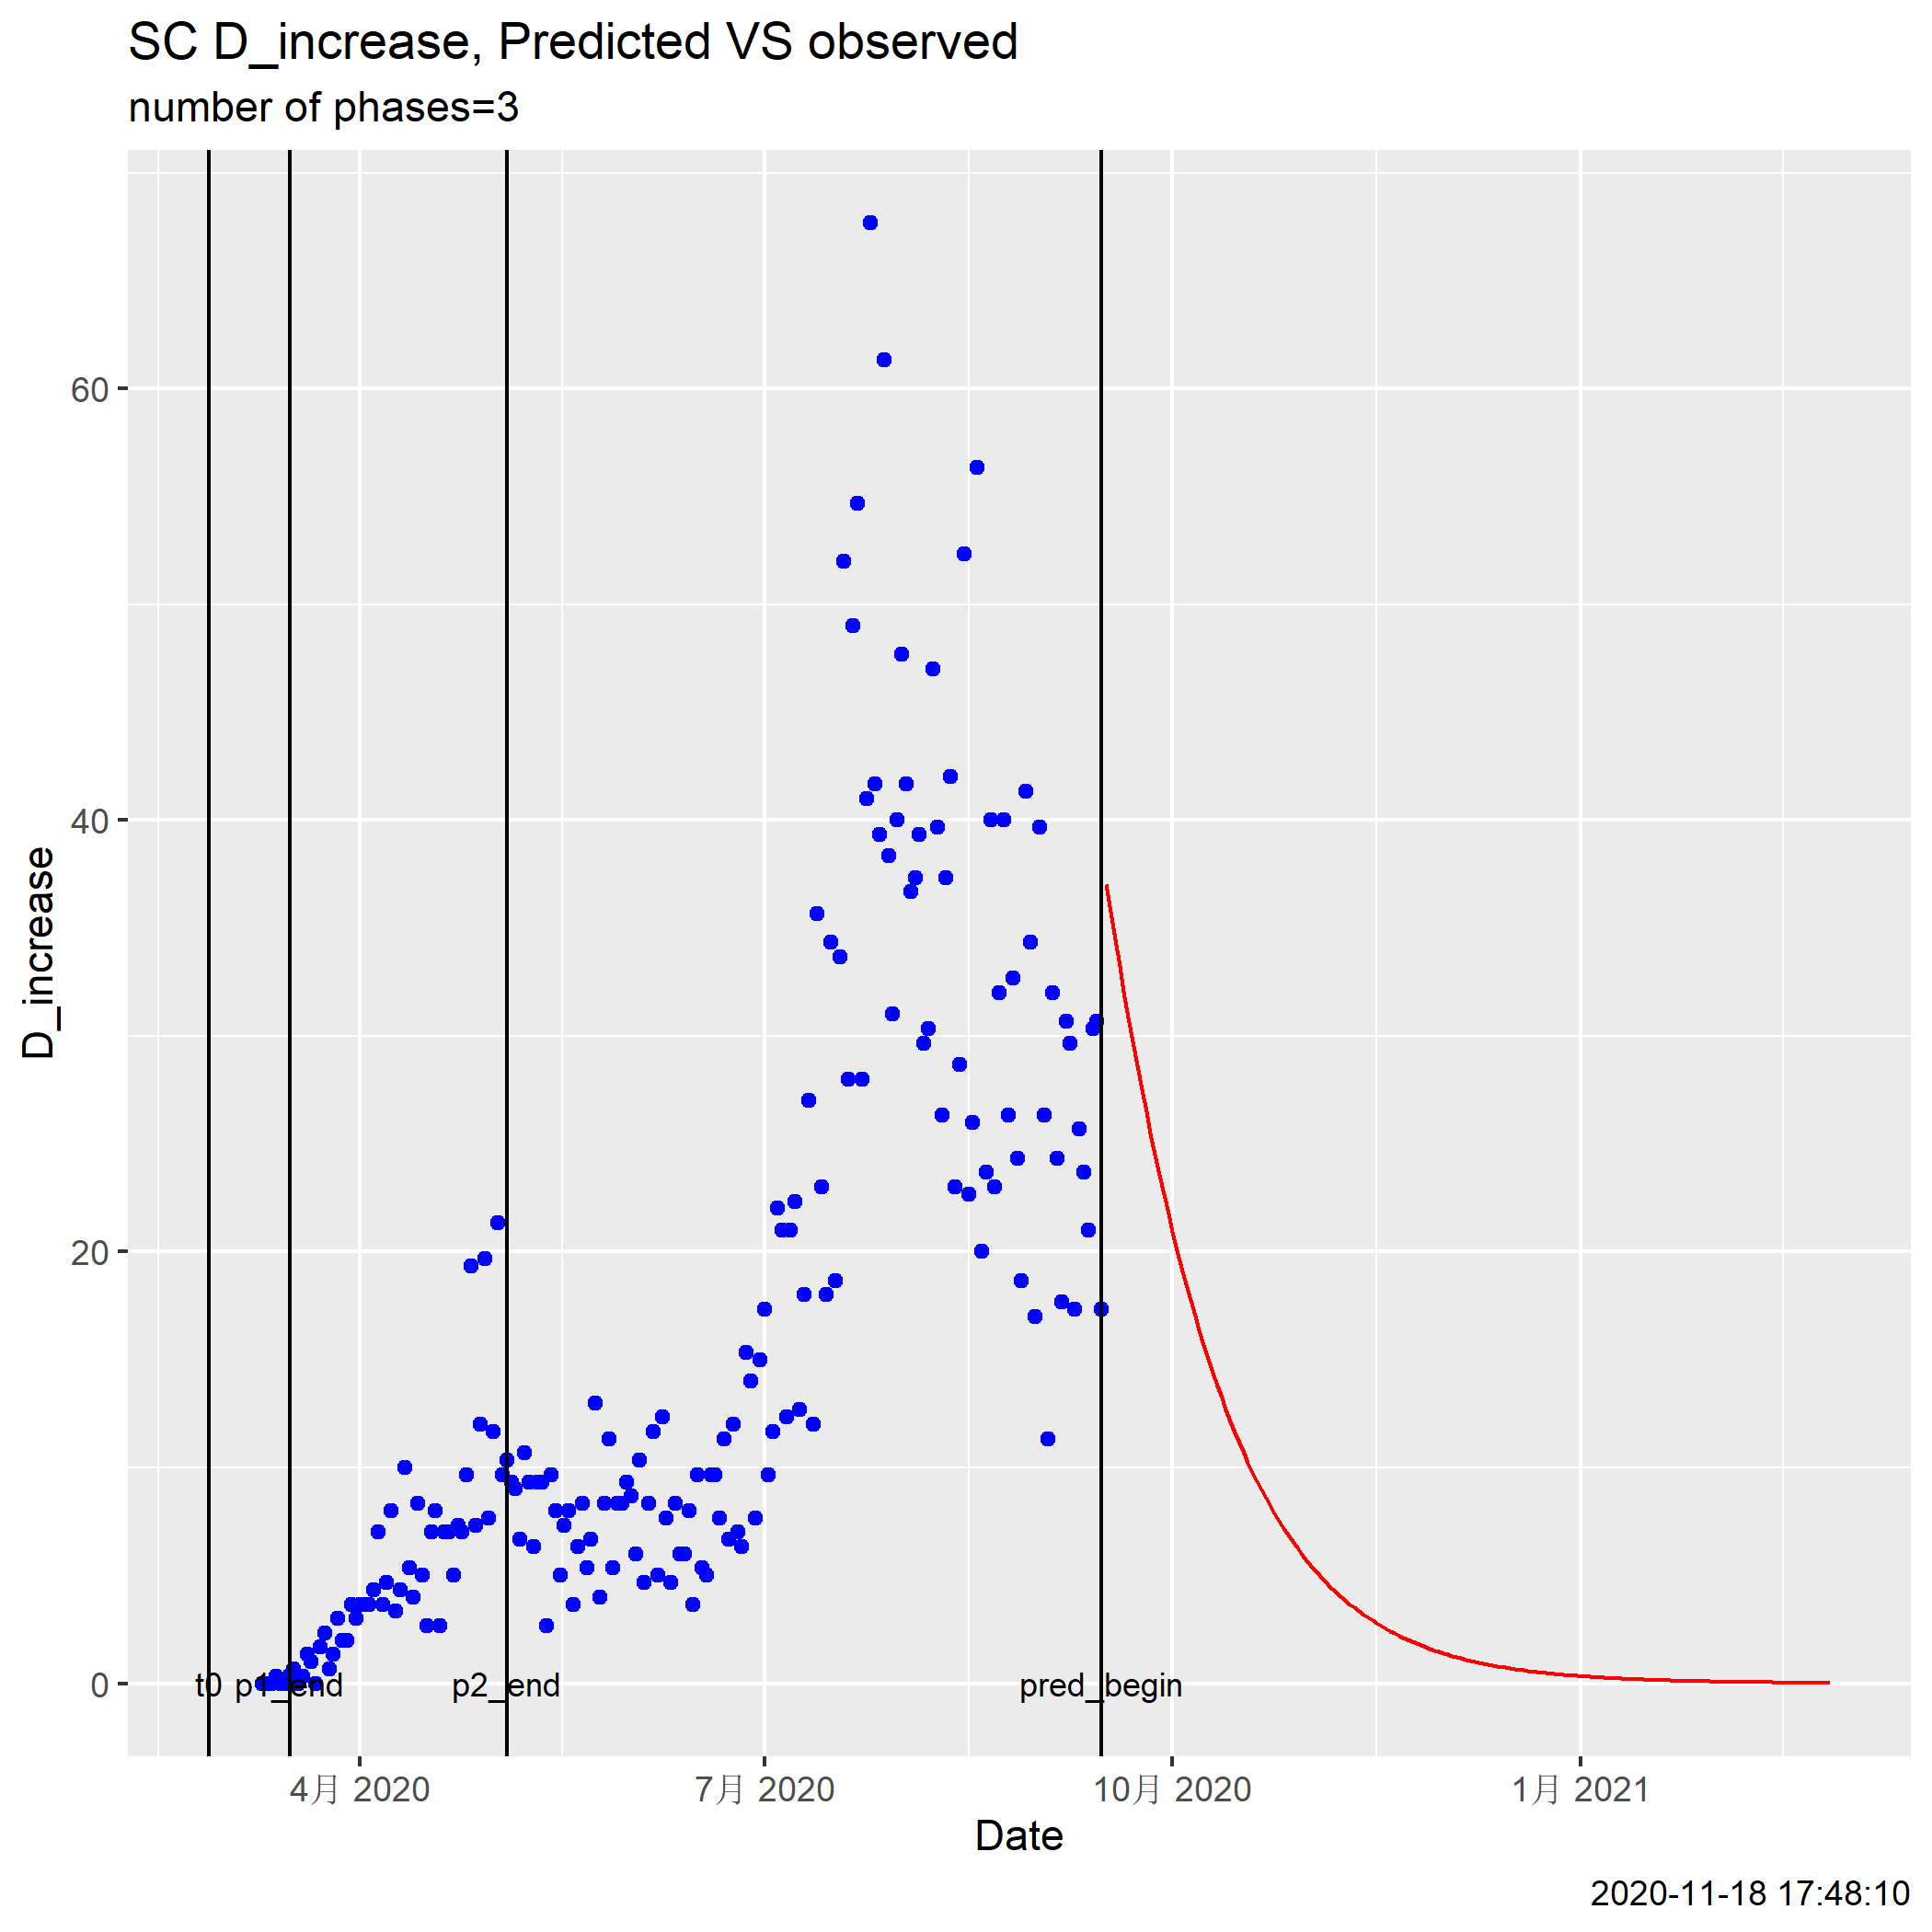 SC D_increase, Predicted VS observed
number of phases=3
D_increase
60
40
20
0
t0 p1_end p2_end pred_begin
4月 2020 7月 2020 10月 2020 1月 2021
Date
2020-11-18 17:48:10